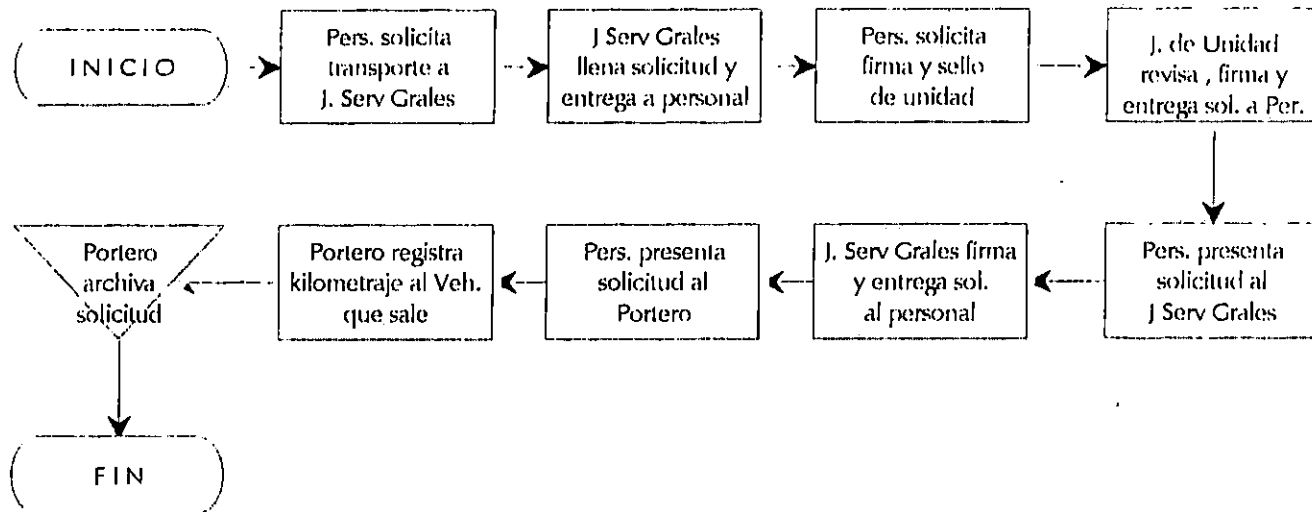 INICIO
Pers. solicita
transporte a
J. Serv Grales
J Serv Grales
llena solicitud y
entrega a personal
Pers. solicita
firma y sello
de unidad
J. de Unidad
revisa , firma y
entrega sol. a Per.
Pers. presenta
solicitud al
J Serv Grales
J. Serv Grales firma
y entrega sol.
al personal
Pers. presenta
solicitud al
Portero
Portero registra
kilometraje al Veh.
que sale
Portero
archiva
solicitud
FIN